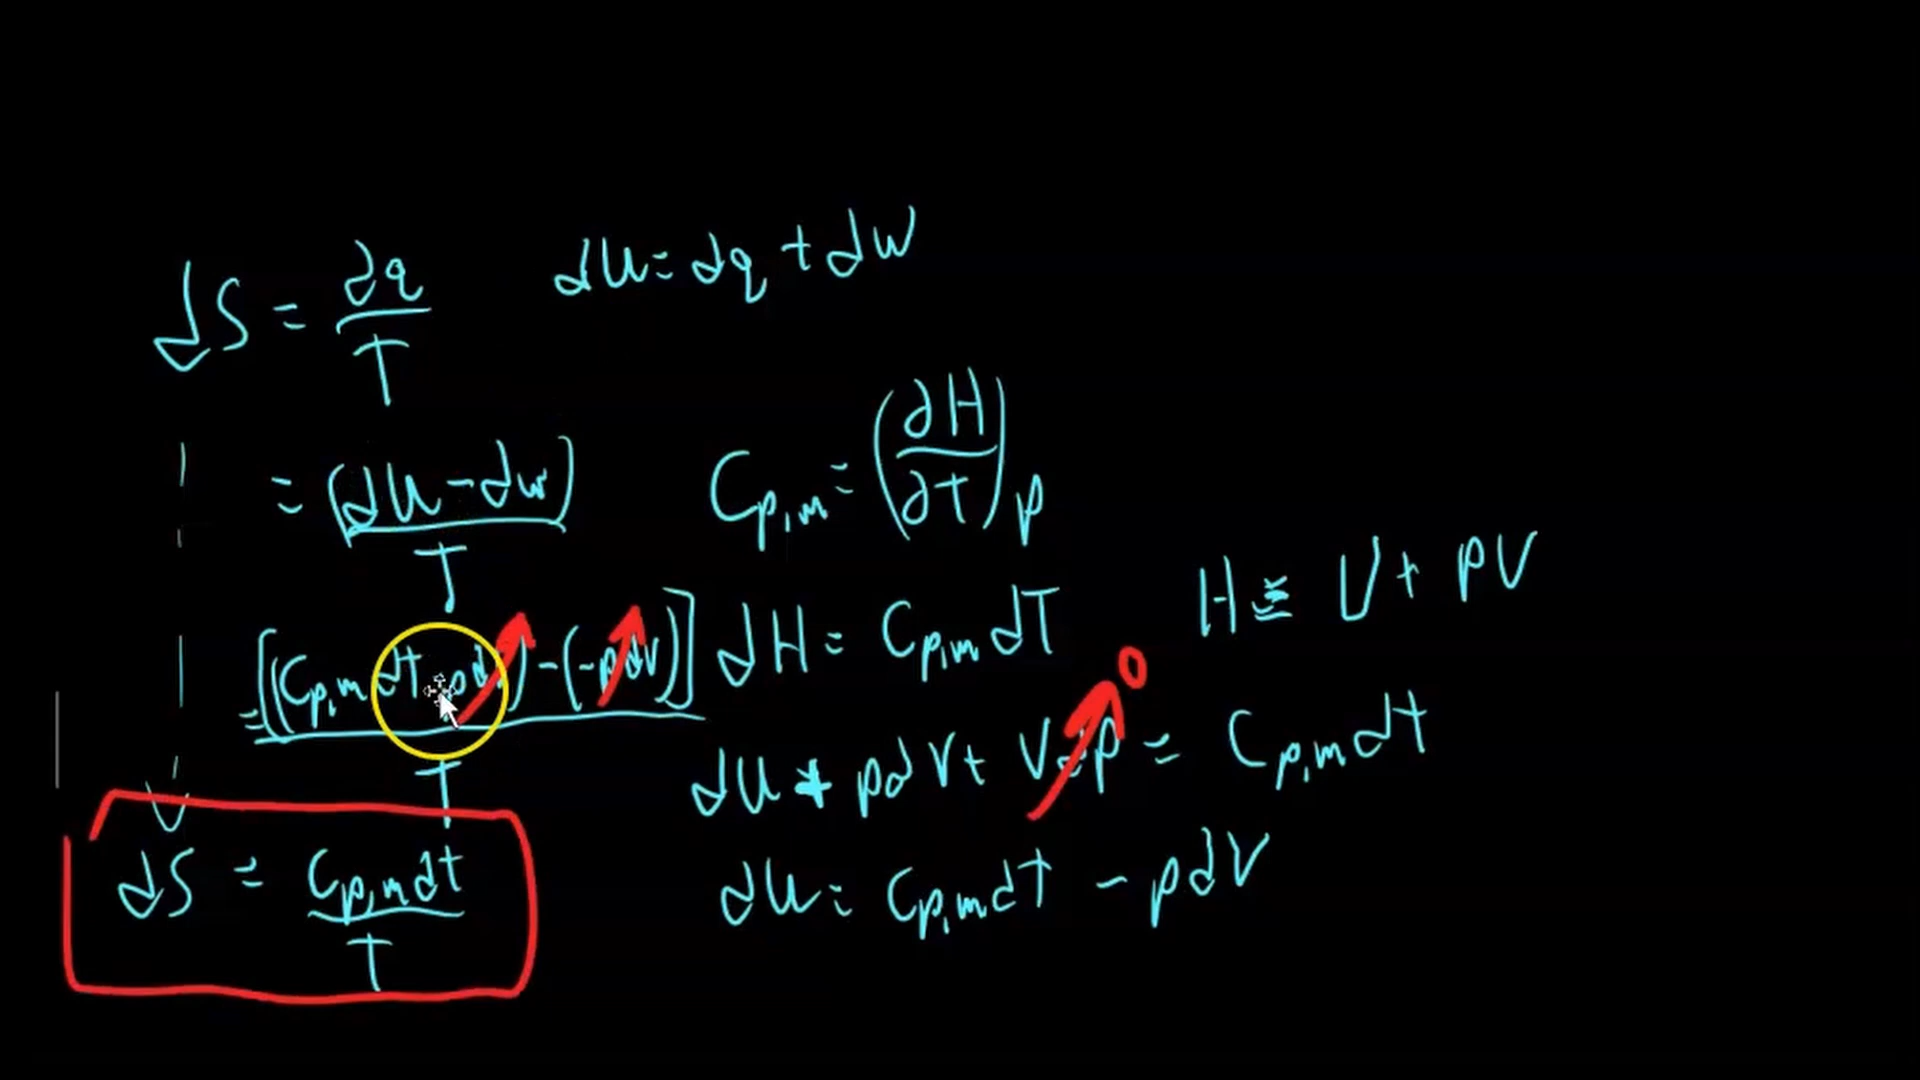 dS = ∂q/T
dU = dq + dW
= (dU - dw)/T
Cp,m = (∂H/∂T)p
H = U + PV
= [(Cp,m dT - pdV) - (-pdV)]/T
dH = Cp,m dT
dU + pdV + Vdp = Cp,m dt
0
dS = Cp,m dt/T
dU = Cp,m dT - pdV